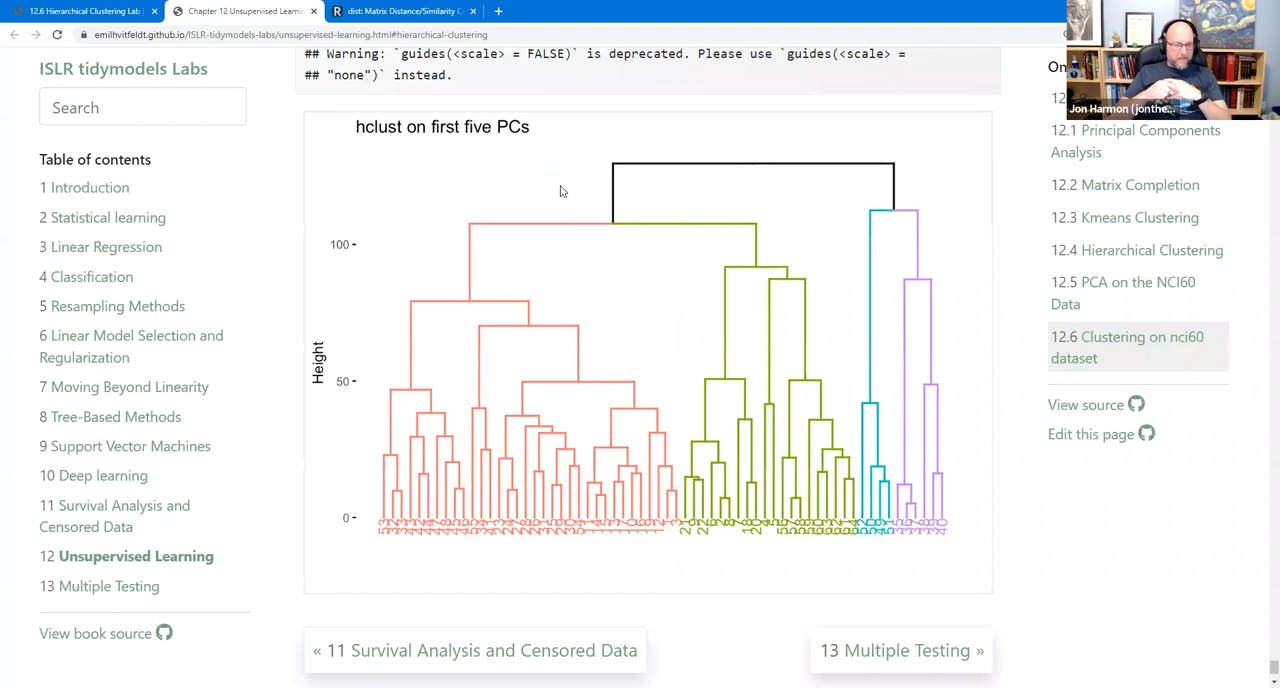 12.6 Hierarchical Clustering Lab
Chapter 12 Unsupervised Learnin
dist: Matrix Distance/Similarity C
emilhvitfeldt.github.io/ISLR-tidymodels-labs/unsupervised-learning.html#hierarchical-clustering
ISLR tidymodels Labs
Search
Table of contents
1 Introduction
2 Statistical learning
3 Linear Regression
4 Classification
5 Resampling Methods
6 Linear Model Selection and
Regularization
7 Moving Beyond Linearity
8 Tree-Based Methods
9 Support Vector Machines
10 Deep learning
11 Survival Analysis and
Censored Data
12 Unsupervised Learning
13 Multiple Testing
View book source
## Warning: `guides(<scale> = FALSE)` is deprecated. Please use `guides(<scale> =
## "none")` instead.
hclust on first five PCs
Height
100
50
0
« 11 Survival Analysis and Censored Data
13 Multiple Testing »
On
12
Jon Harmon (jonthe...
12.1 Principal Components
Analysis
12.2 Matrix Completion
12.3 Kmeans Clustering
12.4 Hierarchical Clustering
12.5 PCA on the NCI60
Data
12.6 Clustering on nci60
dataset
View source
Edit this page